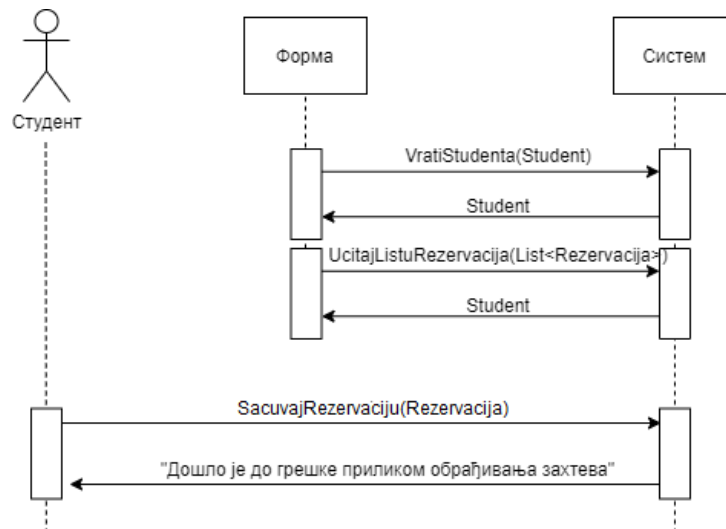 Форма
Систем
Студент
VratiStudenta(Student)
Student
UcitajListuRezervacija(List<Rezervacija>)
Student
SacuvajRezervaciju(Rezervacija)
"Дошло је до грешке приликом обрађивања захтева"